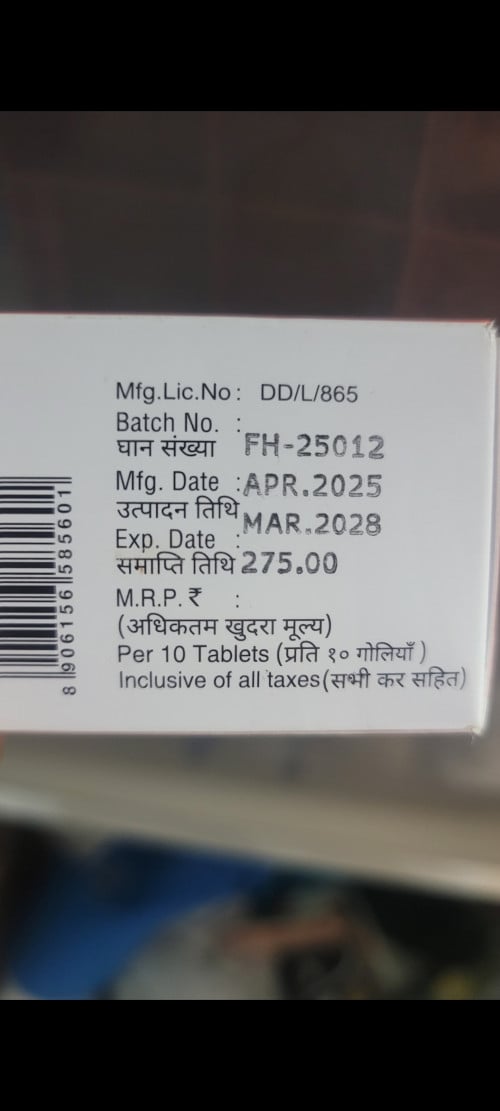 Mfg.Lic.No : DD/L/865
Batch No. :
घान संख्या FH-25012
Mfg. Date : APR.2025
उत्पादन तिथि
MAR.2028
Exp. Date :
समाप्ति तिथि 275.00
M.R.P. ₹ :
(अधिकतम खुदरा मूल्य)
Per 10 Tablets (प्रति १० गोलियाँ )
Inclusive of all taxes(सभी कर सहित)
8 906156 585601